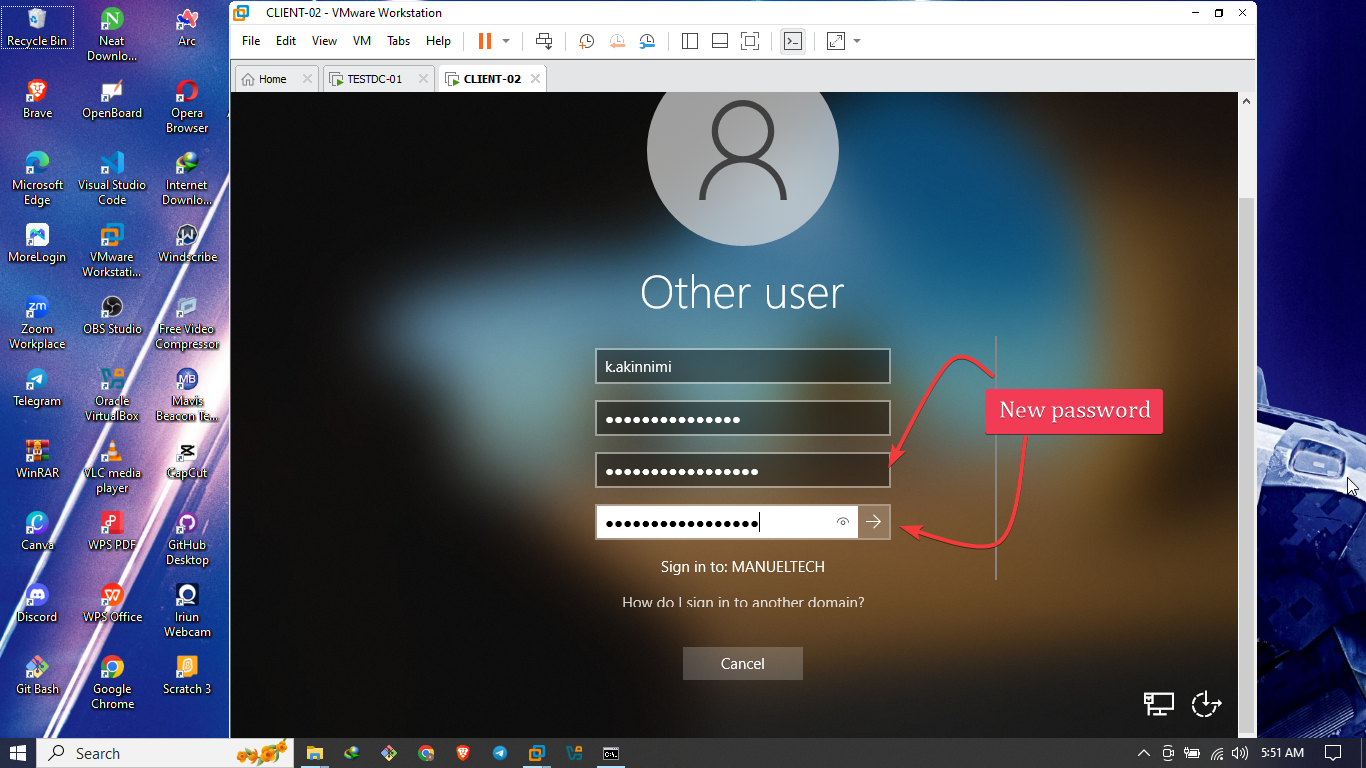 CLIENT-02 - VMware Workstation
File Edit View VM Tabs Help
Home TESTDC-01 CLIENT-02
Recycle Bin
Neat Downlo...
Arc
Brave
OpenBoard
Opera Browser
Microsoft Edge
Visual Studio Code
Internet Downlo...
MoreLogin
VMware Workstati...
Windscribe
zm
Zoom Workplace
OBS Studio
Free Video Compressor
Telegram
Oracle VirtualBox
MB
Mavis Beacon Te...
WinRAR
VLC media player
CapCut
Canva
WPS PDF
GitHub Desktop
Discord
WPS Office
Iriun Webcam
Git Bash
Google Chrome
Scratch 3
Other user
k.akinnimi
New password
Sign in to: MANUELTECH
How do I sign in to another domain?
Cancel
Search
5:51 AM